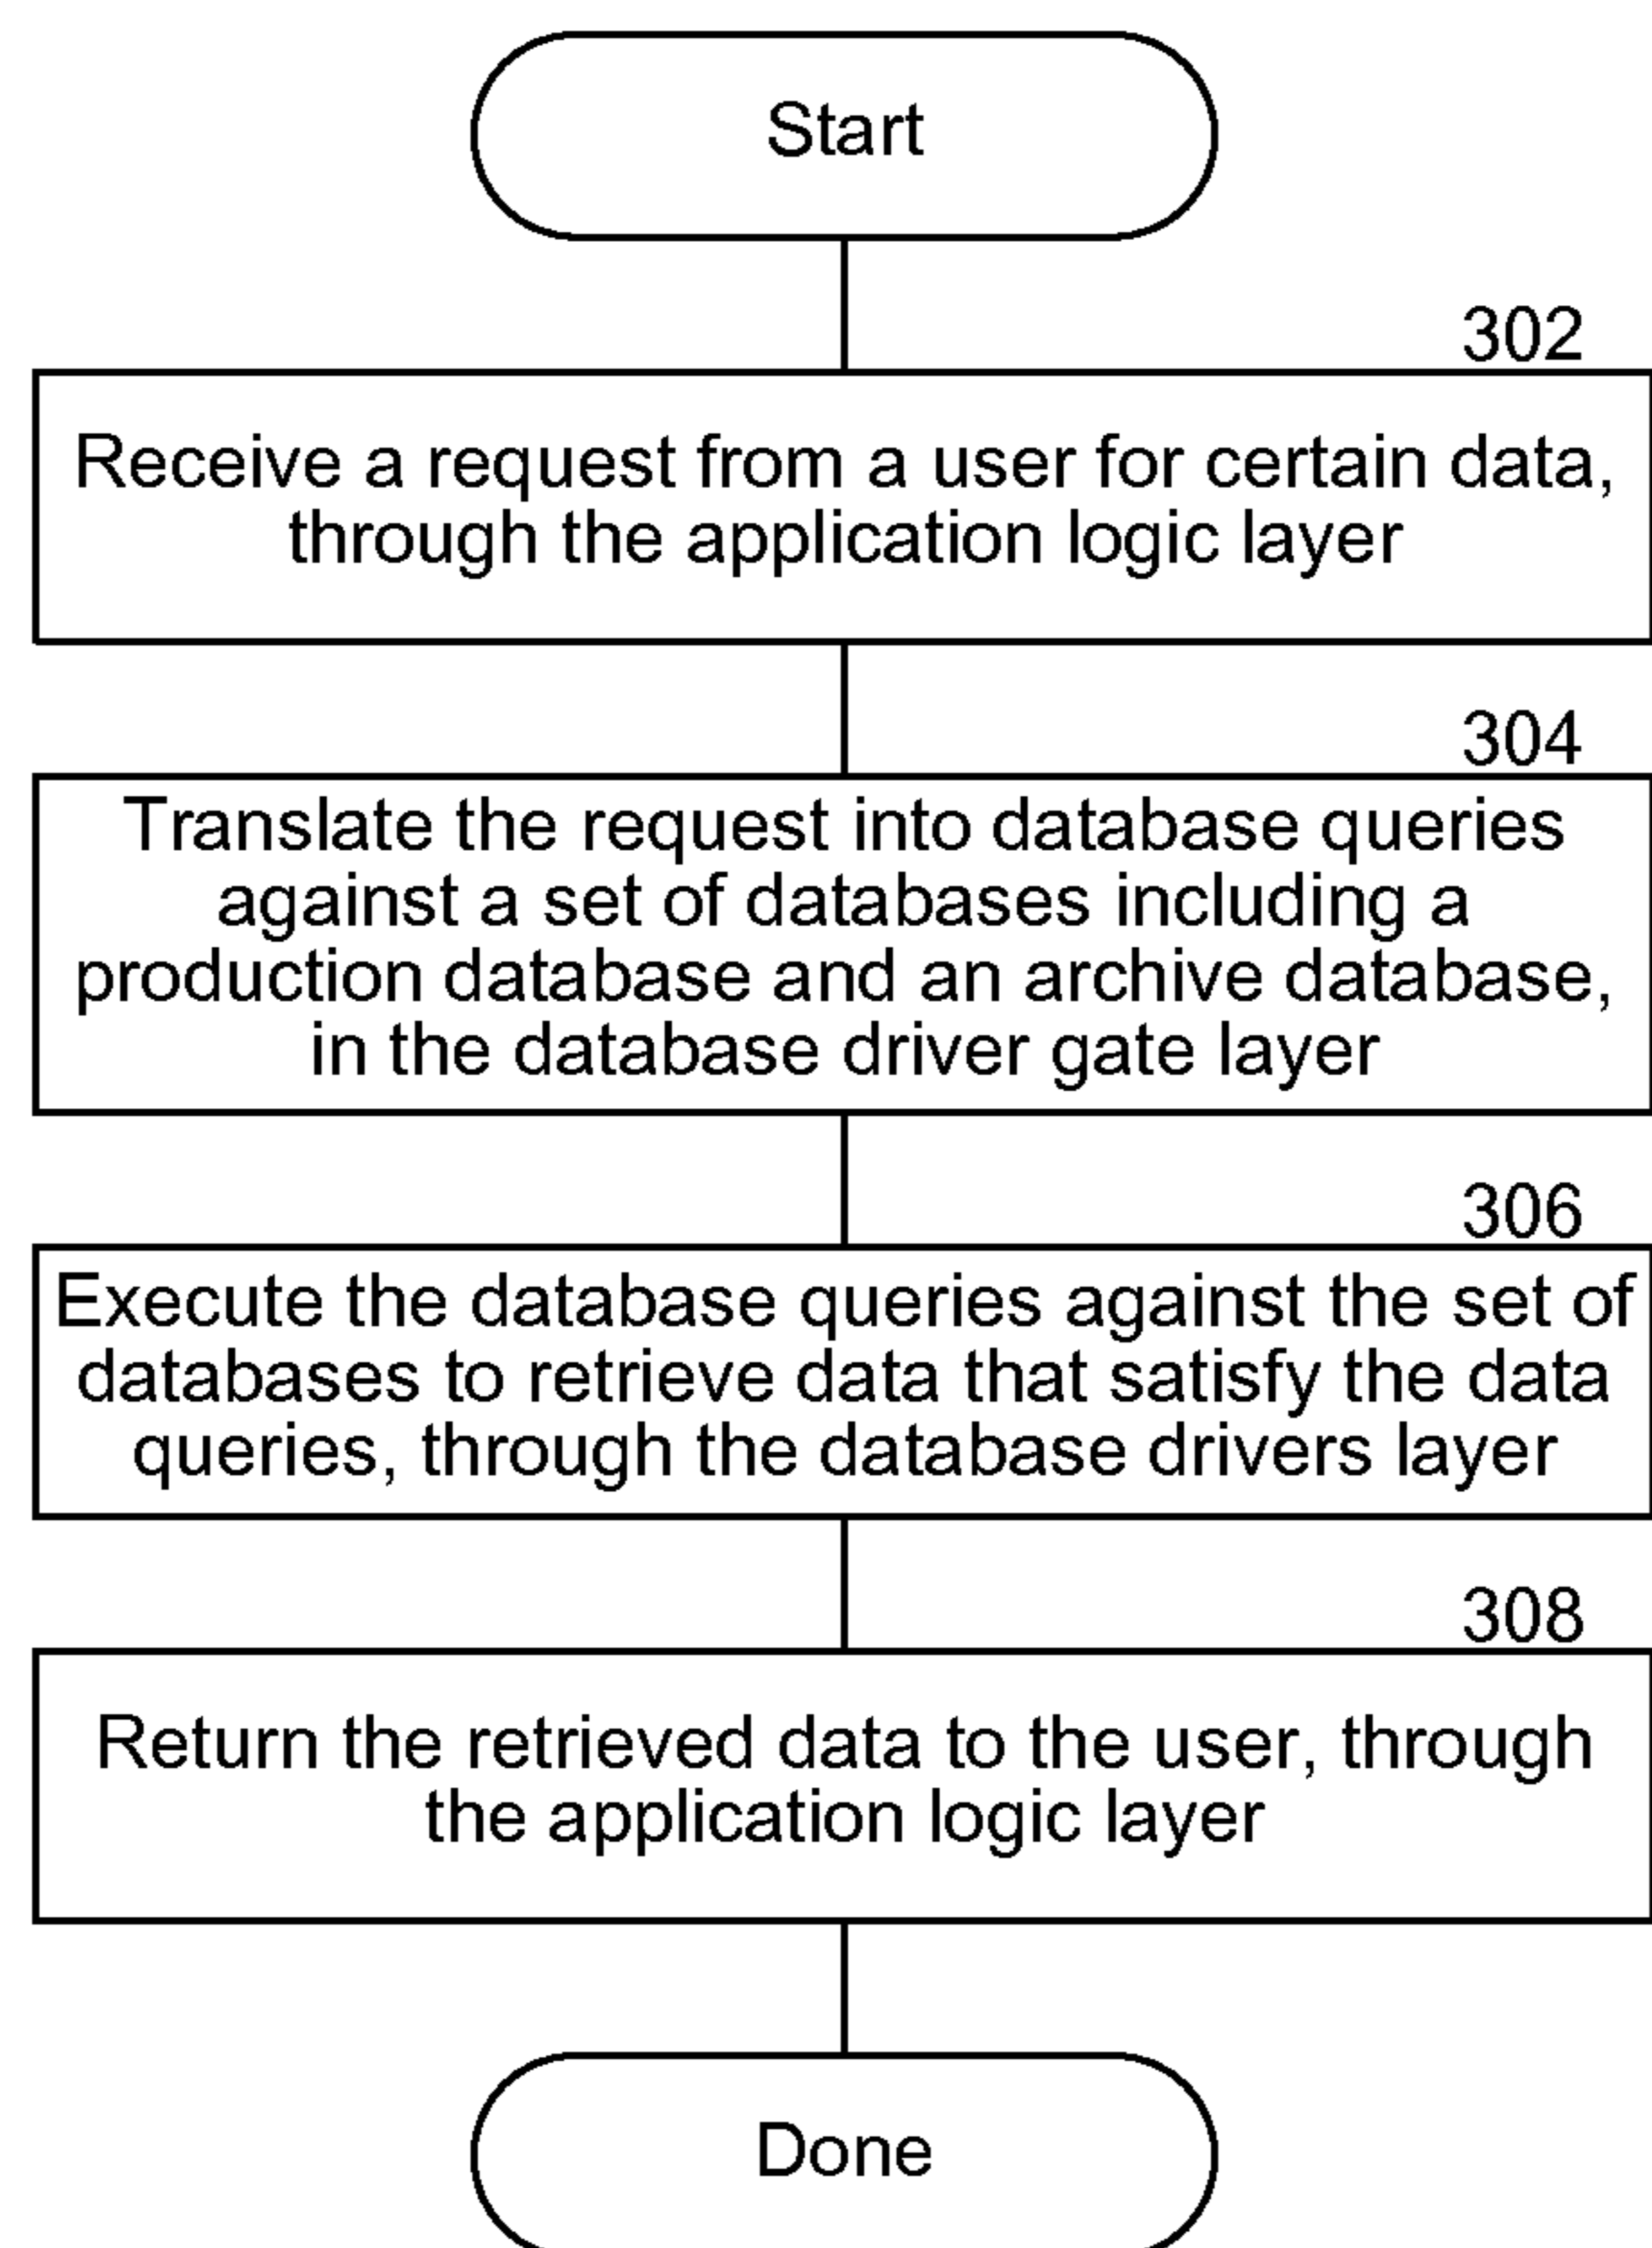 Start
302
Receive a request from a user for certain data,
through the application logic layer
304
Translate the request into database queries
against a set of databases including a
production database and an archive database,
in the database driver gate layer
306
Execute the database queries against the set of
databases to retrieve data that satisfy the data
queries, through the database drivers layer
308
Return the retrieved data to the user, through
the application logic layer
Done